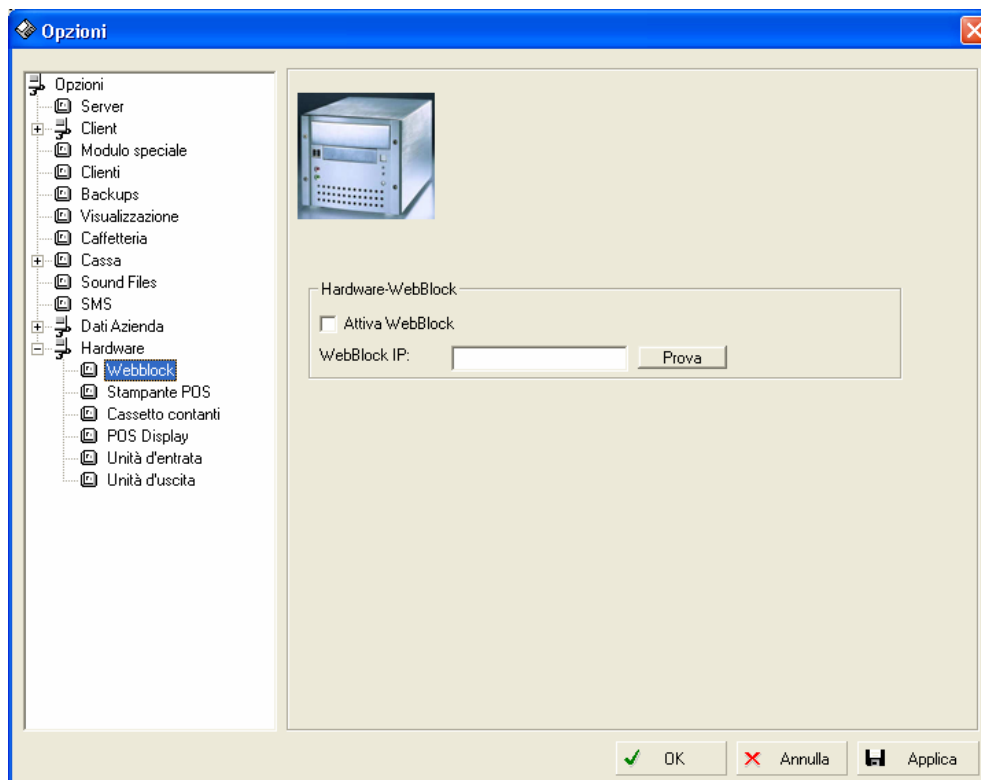 Opzioni
Opzioni
Server
Client
Modulo speciale
Clienti
Backups
Visualizzazione
Caffetteria
Cassa
Sound Files
SMS
Dati Azienda
Hardware
Webblock
Stampante POS
Cassetto contanti
POS Display
Unità d'entrata
Unità d'uscita
Hardware-WebBlock
Attiva WebBlock
WebBlock IP: Prova
OK Annulla Applica